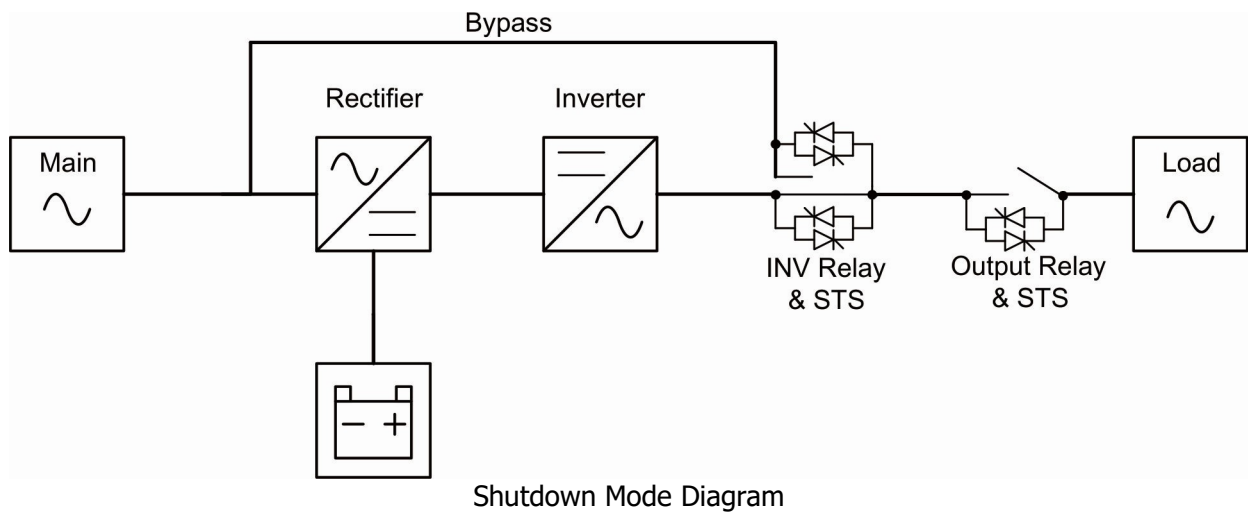 Bypass
Rectifier
Inverter
Main
Load
INV Relay
& STS
Output Relay
& STS
Shutdown Mode Diagram